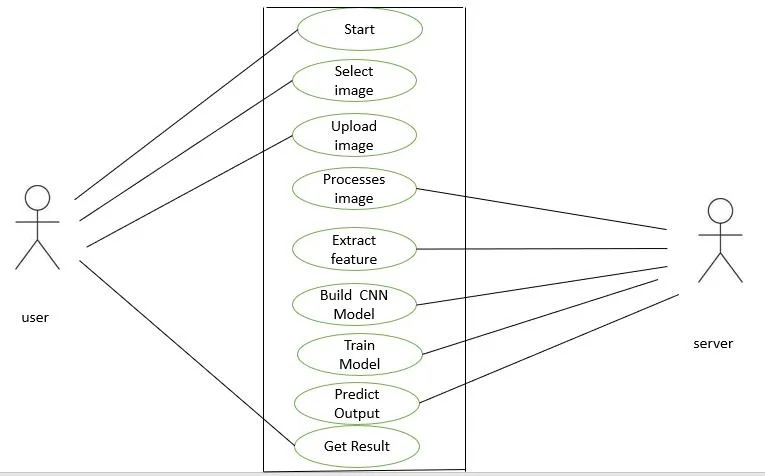 Start
Select
image
Upload
image
Processes
image
Extract
feature
Build CNN
Model
Train
Model
Predict
Output
Get Result
user
server